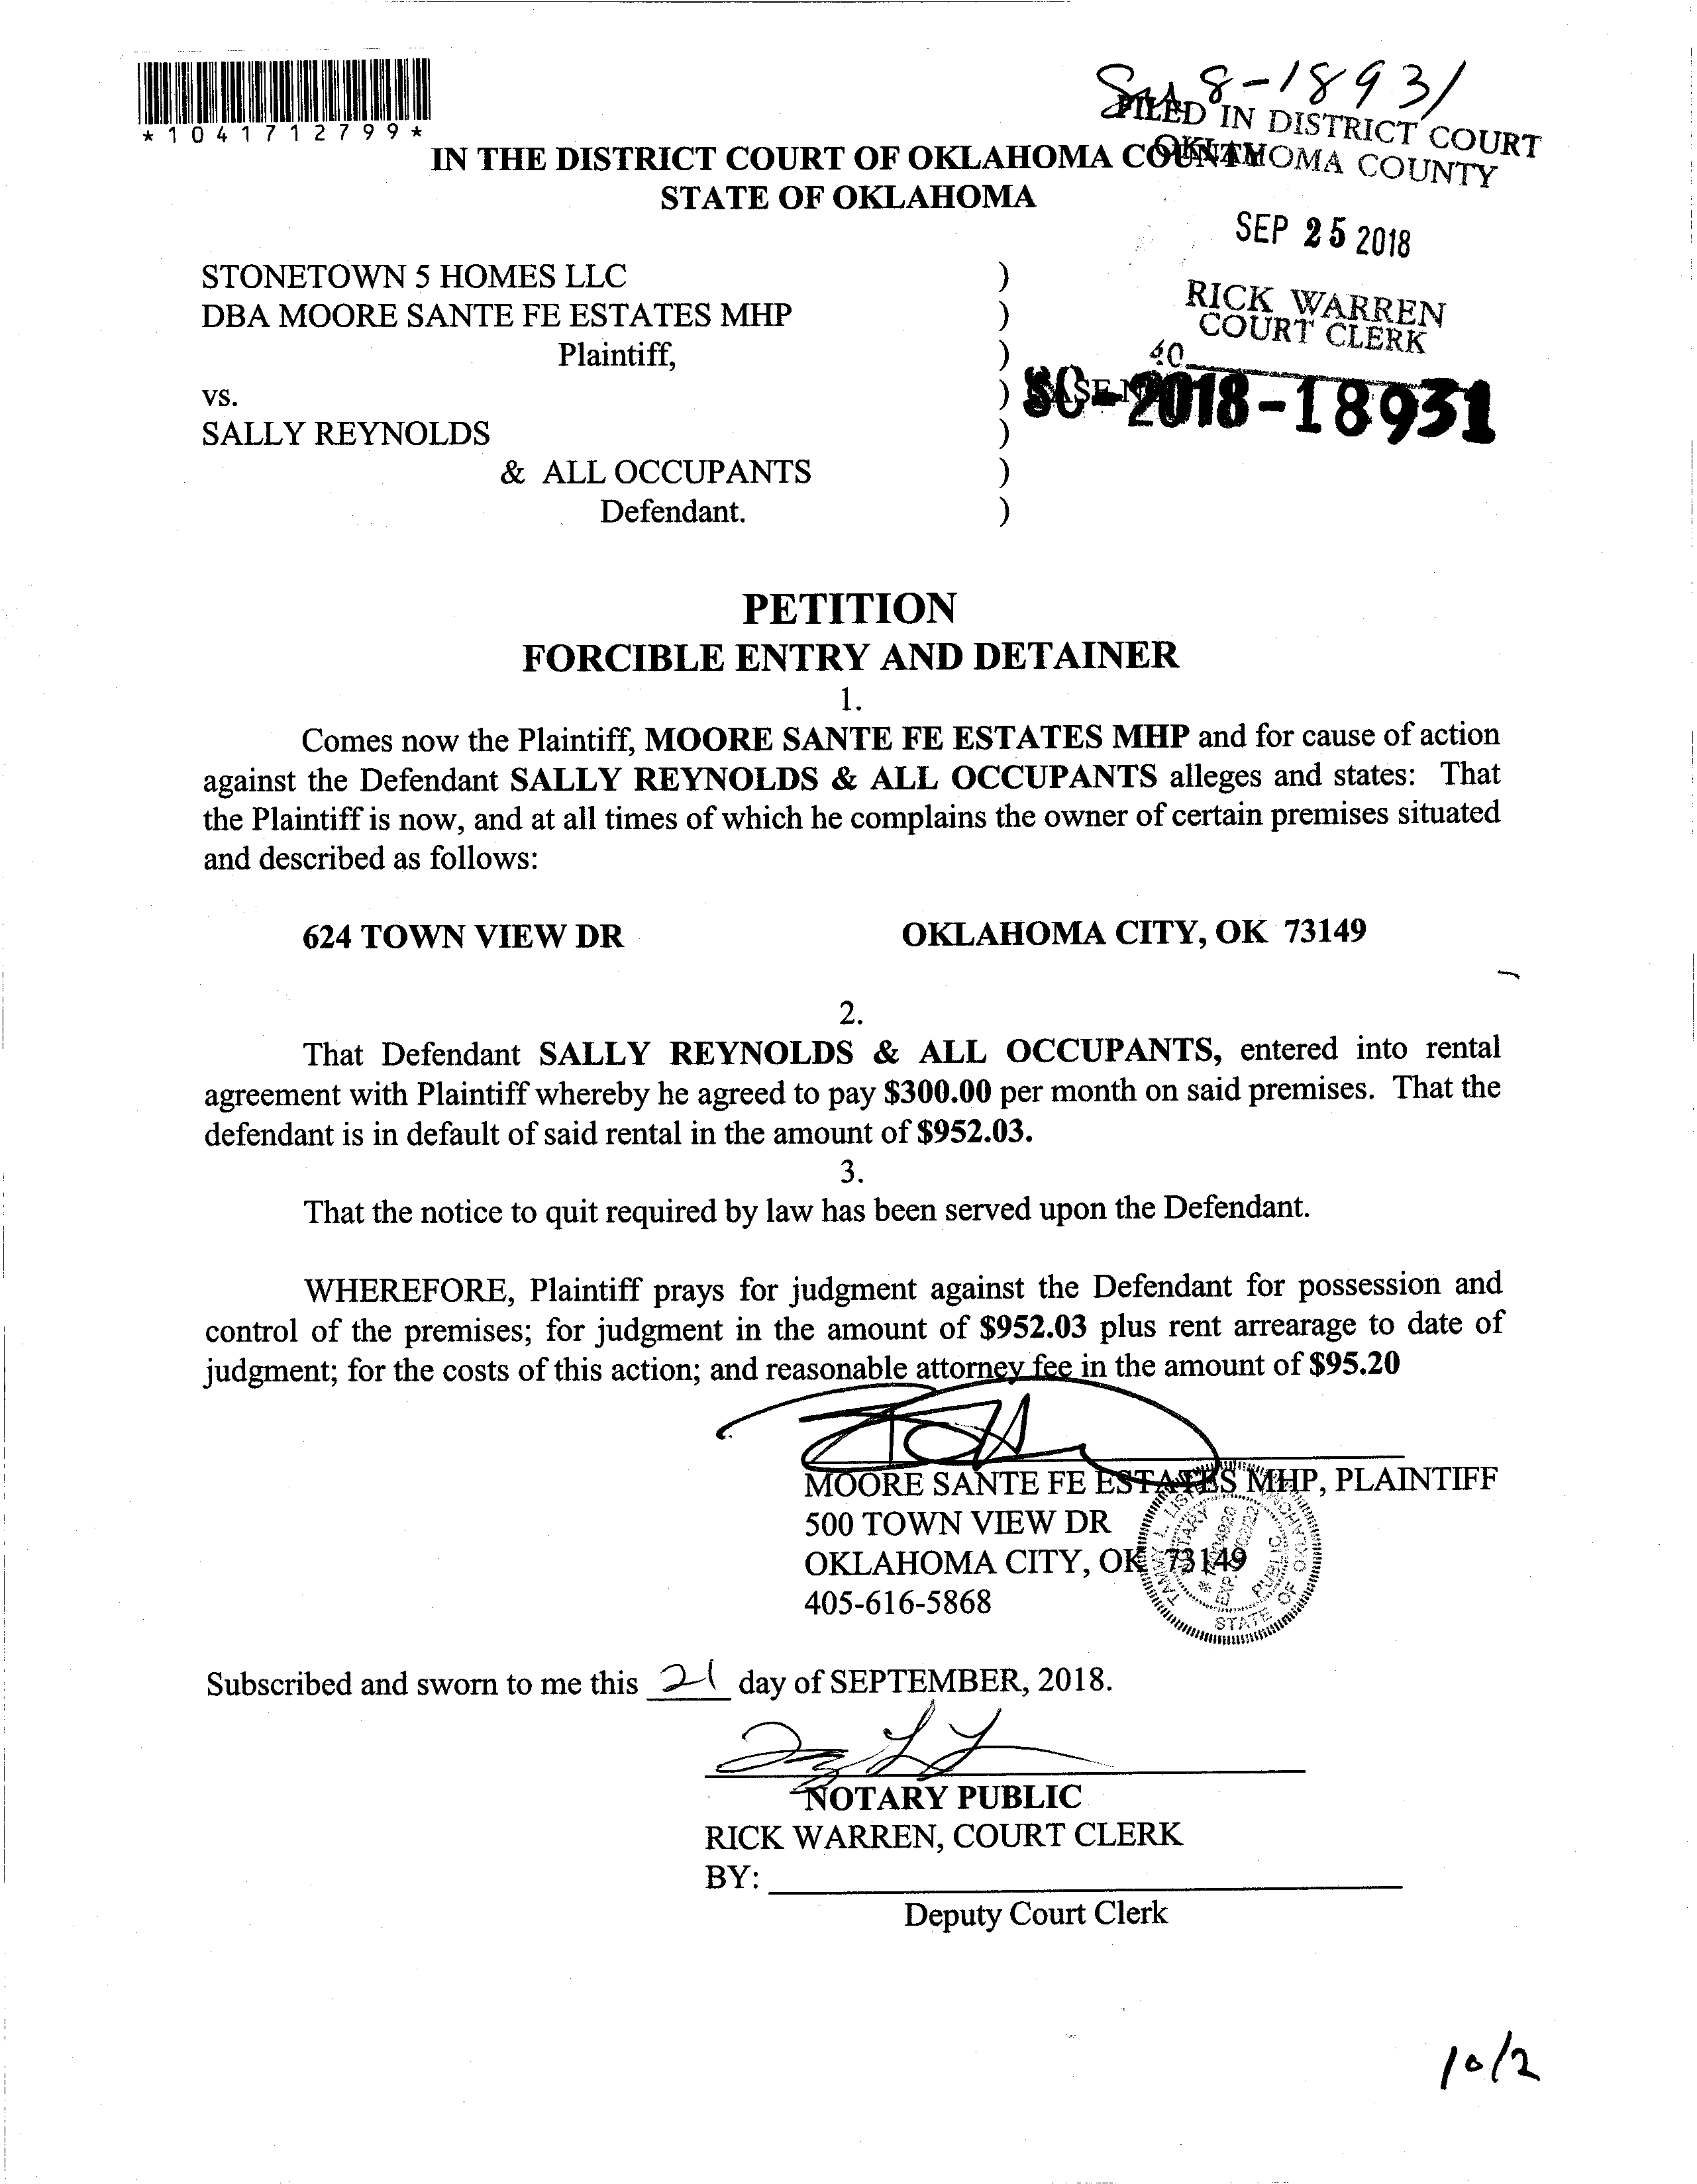 8-18931
*1041712799*
FILED IN DISTRICT COURT
OKLAHOMA COUNTY
IN THE DISTRICT COURT OF OKLAHOMA COUNTY
STATE OF OKLAHOMA
SEP 25 2018
STONETOWN 5 HOMES LLC )
DBA MOORE SANTE FE ESTATES MHP )
RICK WARREN
COURT CLERK
Plaintiff, )
40
vs. )
SC-2018-18931
SALLY REYNOLDS )
& ALL OCCUPANTS )
Defendant. )
PETITION
FORCIBLE ENTRY AND DETAINER
1.
Comes now the Plaintiff, MOORE SANTE FE ESTATES MHP and for cause of action
against the Defendant SALLY REYNOLDS & ALL OCCUPANTS alleges and states: That
the Plaintiff is now, and at all times of which he complains the owner of certain premises situated
and described as follows:
624 TOWN VIEW DR OKLAHOMA CITY, OK 73149
2.
That Defendant SALLY REYNOLDS & ALL OCCUPANTS, entered into rental
agreement with Plaintiff whereby he agreed to pay $300.00 per month on said premises. That the
defendant is in default of said rental in the amount of $952.03.
3.
That the notice to quit required by law has been served upon the Defendant.
WHEREFORE, Plaintiff prays for judgment against the Defendant for possession and
control of the premises; for judgment in the amount of $952.03 plus rent arrearage to date of
judgment; for the costs of this action; and reasonable attorney fee in the amount of $95.20
MOORE SANTE FE ESTATES MHP, PLAINTIFF
500 TOWN VIEW DR
OKLAHOMA CITY, OK 73149
405-616-5868
TAMMY L. LIST
NOTARY PUBLIC
STATE OF OKLAHOMA
EXP.
Subscribed and sworn to me this 21 day of SEPTEMBER, 2018.
NOTARY PUBLIC
RICK WARREN, COURT CLERK
BY:
Deputy Court Clerk
10/2